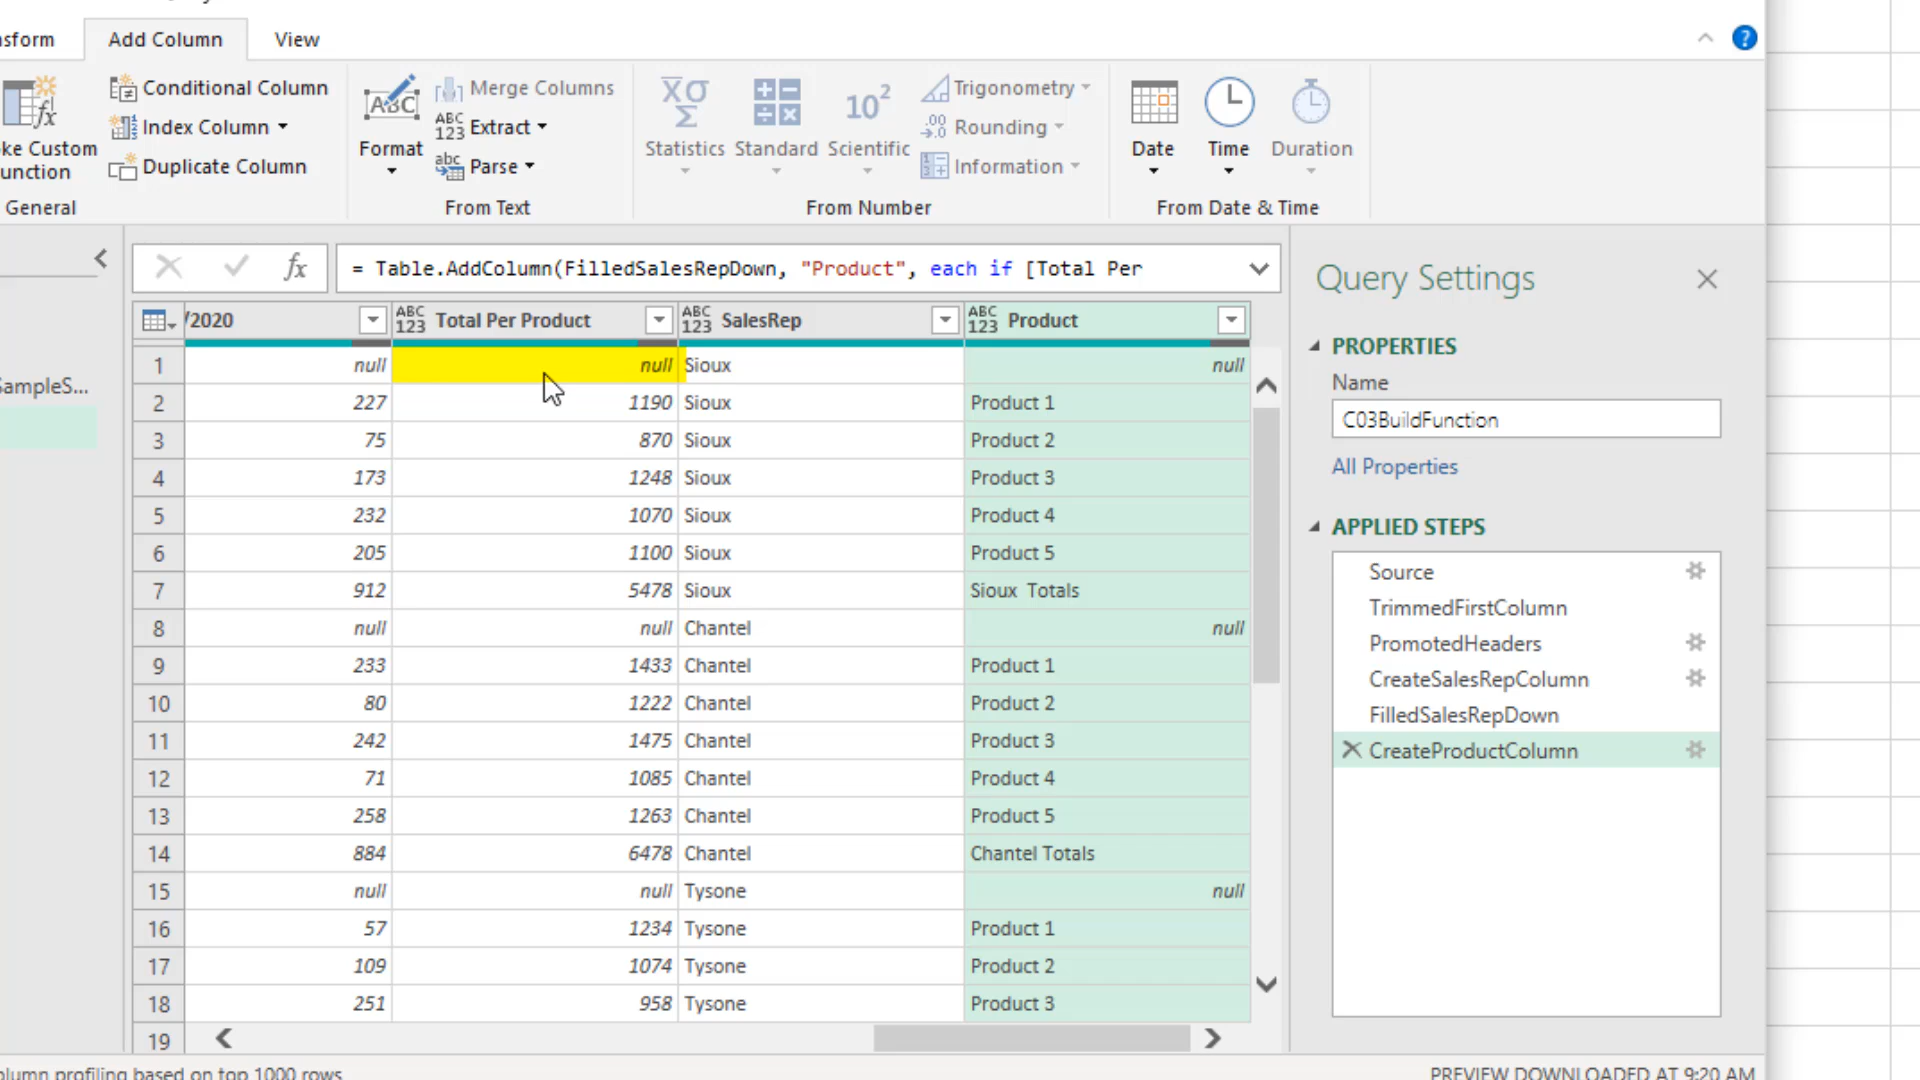 Add Column
View
?
Conditional Column
Index Column
Duplicate Column
General
Format
Merge Columns
Extract
Parse
From Text
Statistics
Standard
Scientific
Trigonometry
Rounding
Information
From Number
Date
Time
Duration
From Date & Time
fx = Table.AddColumn(FilledSalesRepDown, "Product", each if [Total Per
/2020 ABC 123 Total Per Product ABC 123 SalesRep ABC 123 Product
1 null null Sioux null
2 227 1190 Sioux Product 1
3 75 870 Sioux Product 2
4 173 1248 Sioux Product 3
5 232 1070 Sioux Product 4
6 205 1100 Sioux Product 5
7 912 5478 Sioux Sioux  Totals
8 null null Chantel null
9 233 1433 Chantel Product 1
10 80 1222 Chantel Product 2
11 242 1475 Chantel Product 3
12 71 1085 Chantel Product 4
13 258 1263 Chantel Product 5
14 884 6478 Chantel Chantel Totals
15 null null Tysone null
16 57 1234 Tysone Product 1
17 109 1074 Tysone Product 2
18 251 958 Tysone Product 3
19
Query Settings
PROPERTIES
Name
C03BuildFunction
All Properties
APPLIED STEPS
Source
TrimmedFirstColumn
PromotedHeaders
CreateSalesRepColumn
FilledSalesRepDown
CreateProductColumn
profiling based on top 1000 rows
PREVIEW DOWNLOADED AT 9:20 AM